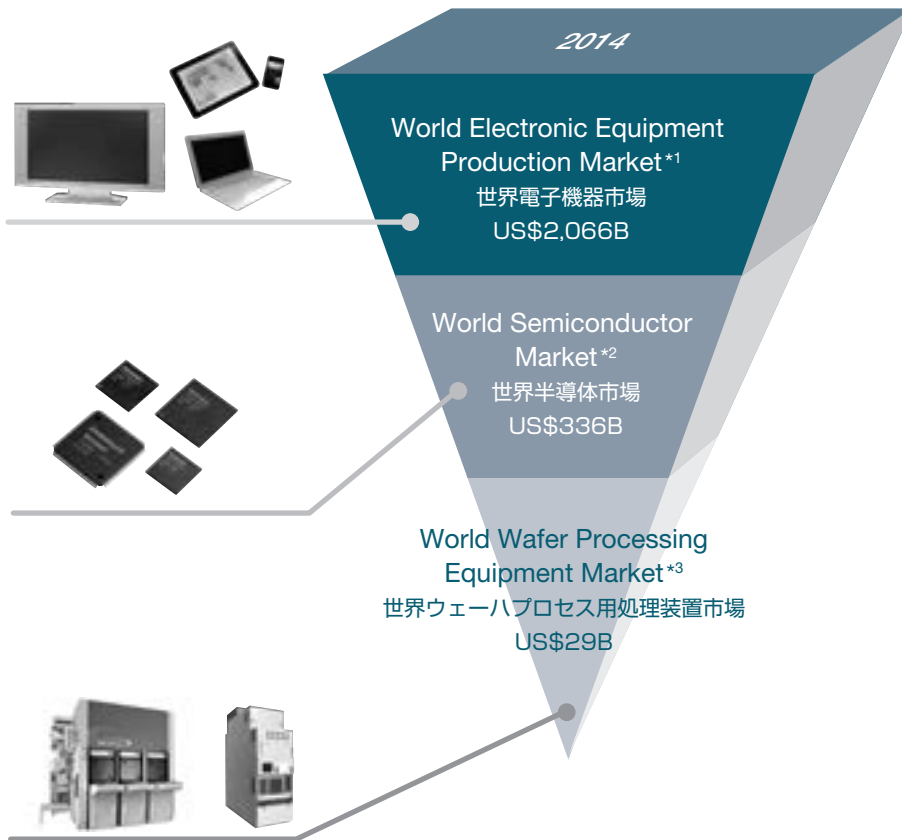 2014
World Electronic Equipment
Production Market*1
世界電子機器市場
US$2,066B
World Semiconductor
Market*2
世界半導体市場
US$336B
World Wafer Processing
Equipment Market*3
世界ウェーハプロセス用処理装置市場
US$29B